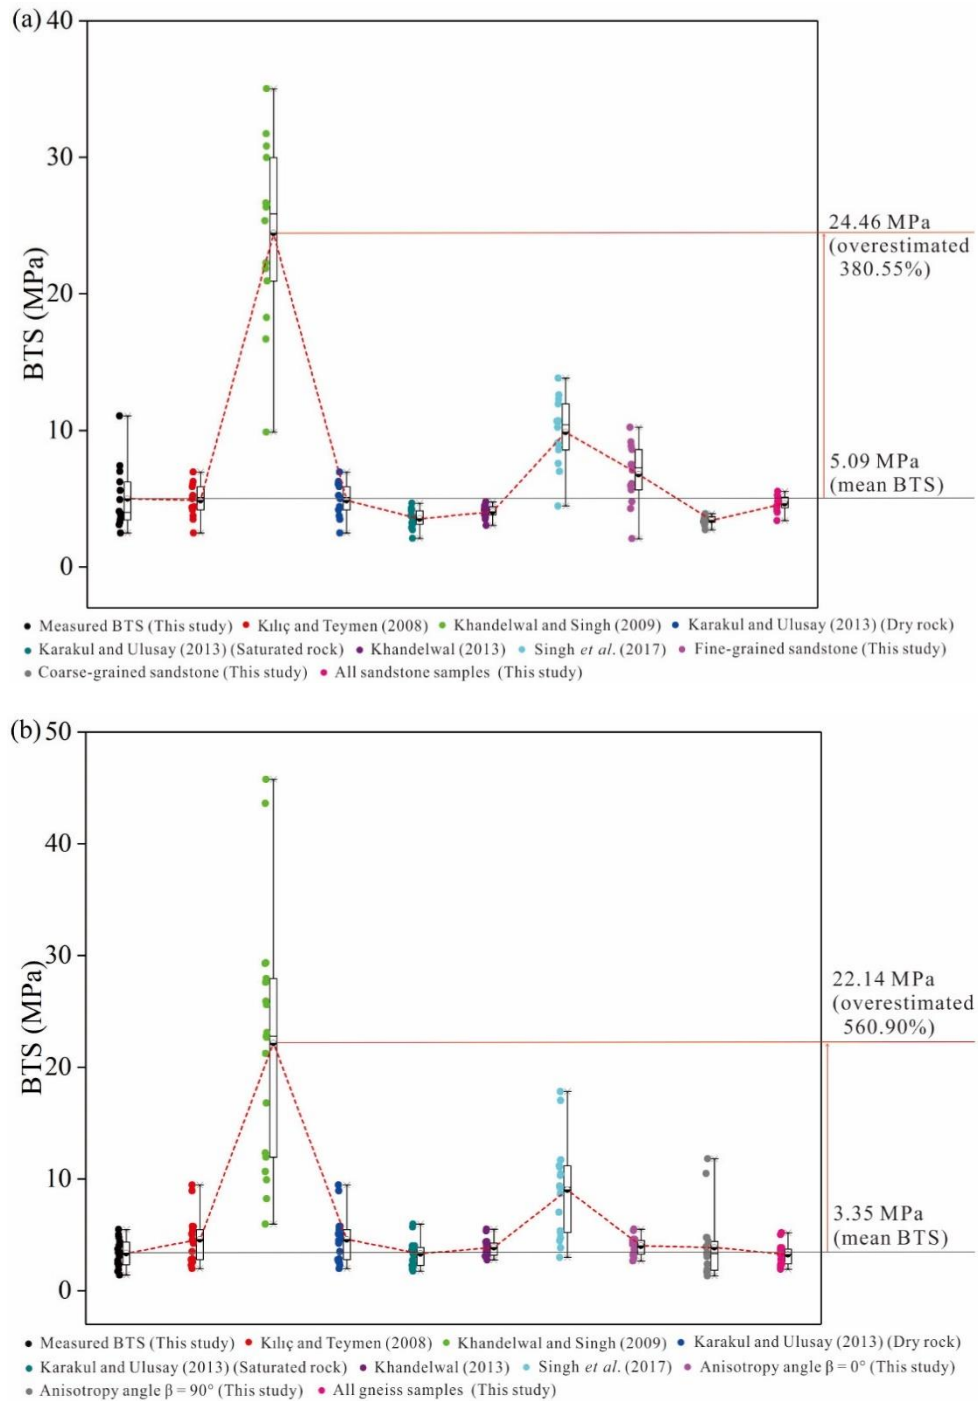 (a)
40
30
20
10
0
BTS (MPa)
24.46 MPa
(overestimated
380.55%)
5.09 MPa
(mean BTS)
• Measured BTS (This study) • Kılıç and Teymen (2008) • Khandelwal and Singh (2009) • Karakul and Ulusay (2013) (Dry rock)
• Karakul and Ulusay (2013) (Saturated rock) • Khandelwal (2013) • Singh et al. (2017) • Fine-grained sandstone (This study)
• Coarse-grained sandstone (This study) • All sandstone samples (This study)
(b)
50
40
30
20
10
0
BTS (MPa)
22.14 MPa
(overestimated
560.90%)
3.35 MPa
(mean BTS)
• Measured BTS (This study) • Kılıç and Teymen (2008) • Khandelwal and Singh (2009) • Karakul and Ulusay (2013) (Dry rock)
• Karakul and Ulusay (2013) (Saturated rock) • Khandelwal (2013) • Singh et al. (2017) • Anisotropy angle β = 0° (This study)
• Anisotropy angle β = 90° (This study) • All gneiss samples (This study)